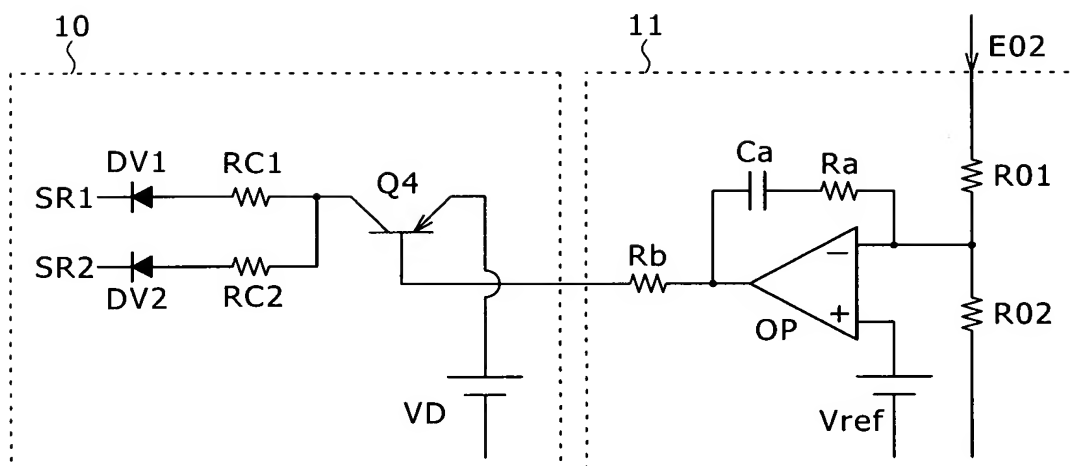 10
11
E02
DV1
RC1
Q4
SR1
SR2
DV2
RC2
VD
Ca
Ra
R01
Rb
−
+
OP
R02
Vref